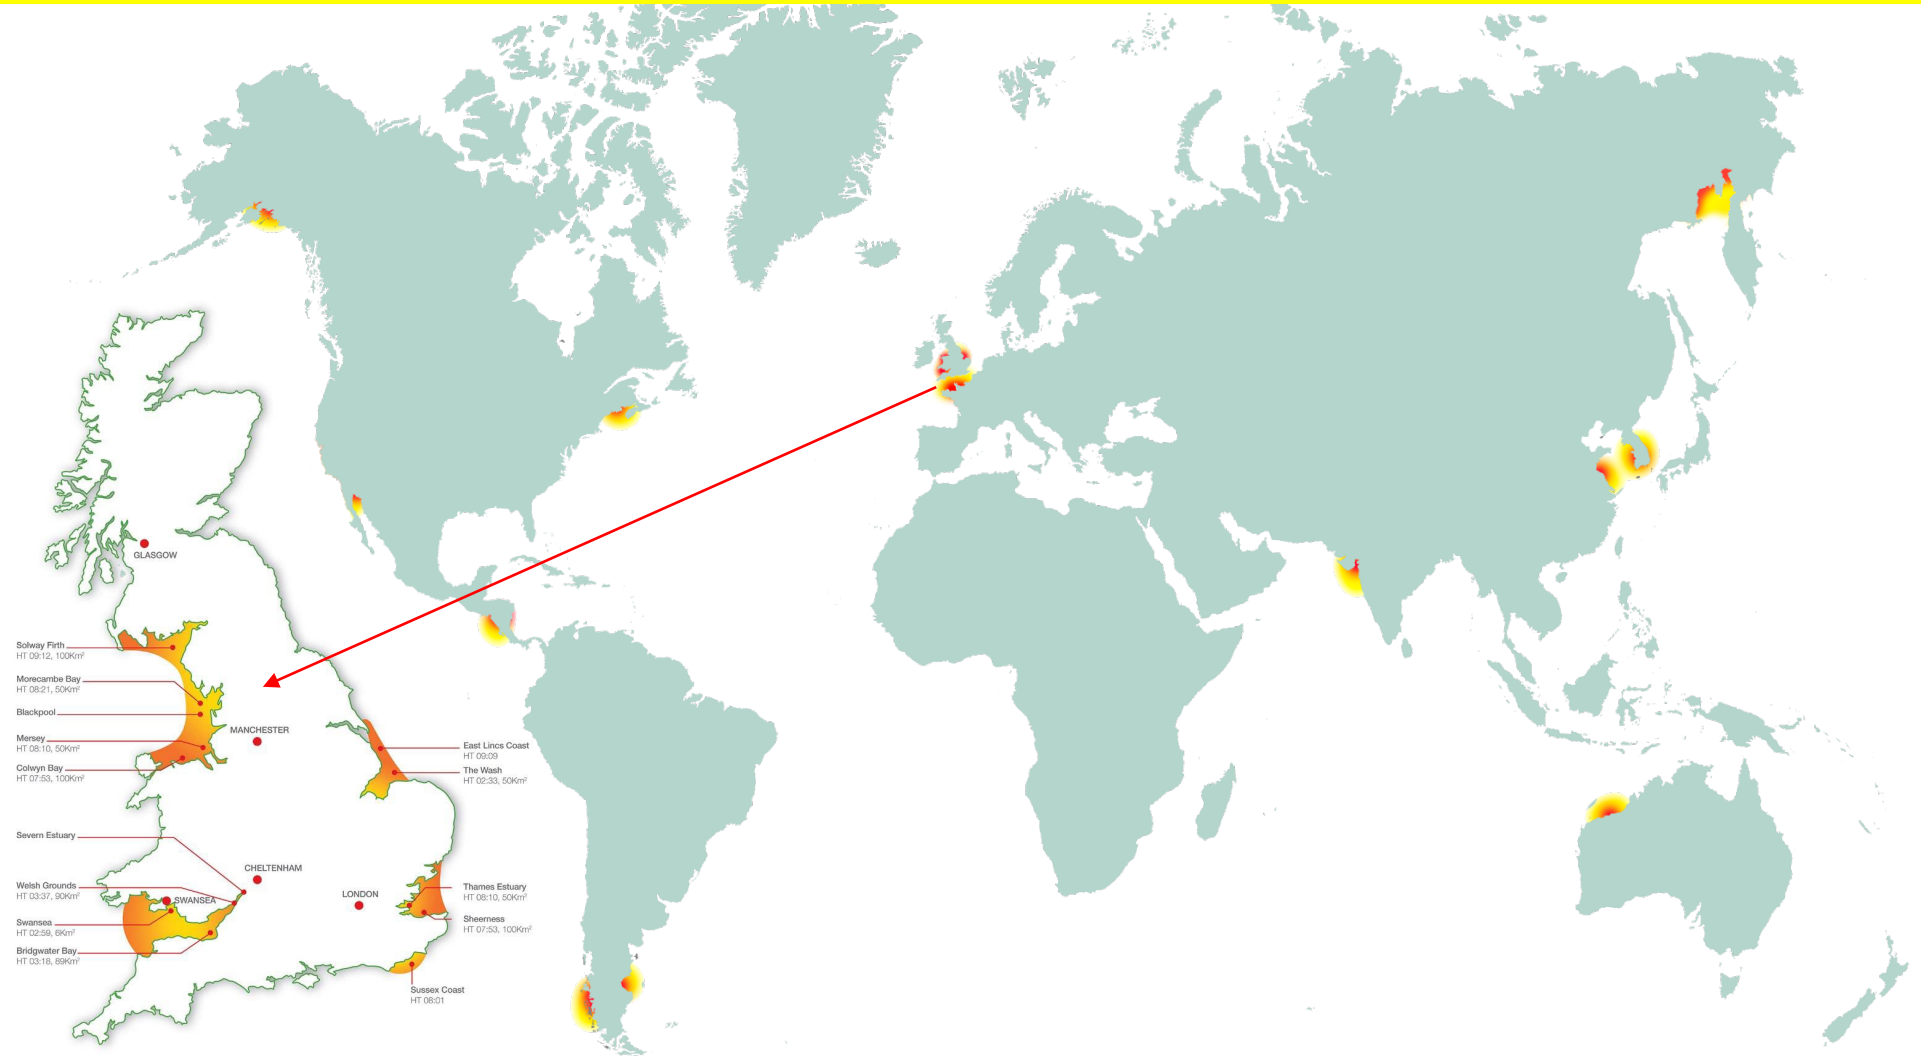 GLASGOW
Solway Firth
HT 09:12, 100Km²
Morecambe Bay
HT 08:21, 50Km²
Blackpool
MANCHESTER
Mersey
HT 08:10, 50Km²
Colwyn Bay
HT 07:53, 100Km²
East Lincs Coast
HT 09:09
The Wash
HT 02:33, 50Km²
Severn Estuary
CHELTENHAM
Welsh Grounds
HT 03:37, 90Km²
SWANSEA
LONDON
Thames Estuary
HT 08:10, 50Km²
Swansea
HT 02:59, 6Km²
Sheerness
HT 07:53, 100Km²
Bridgwater Bay
HT 03:18, 89Km²
Sussex Coast
HT 08:01